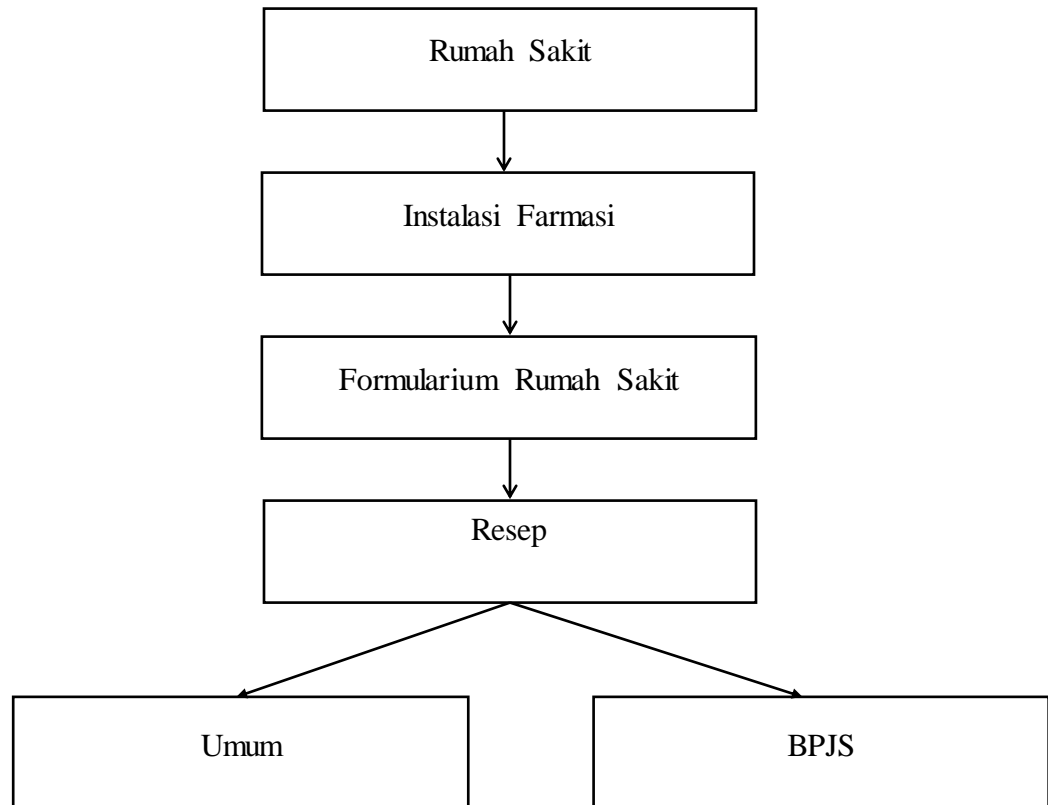 Rumah Sakit
Instalasi Farmasi
Formularium Rumah Sakit
Resep
Umum
BPJS